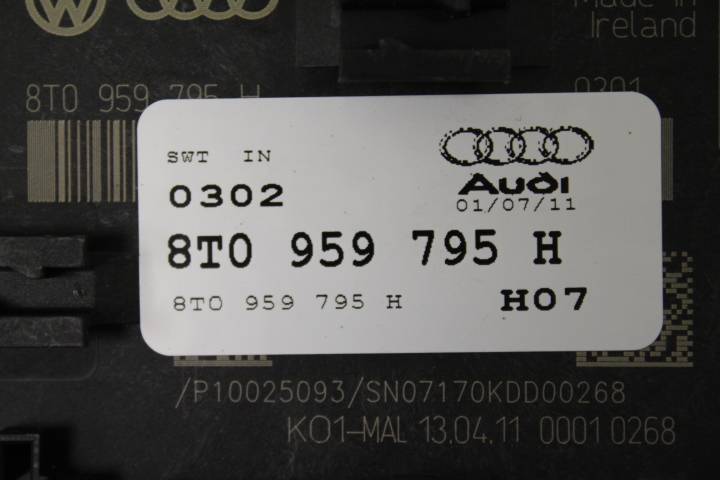 Made in
Ireland
8T0 959 795 H
0301
SWT IN
0302
Audi
01/07/11
8T0 959 795 H
8T0 959 795 H
H07
/P10025093/SN07170KDD00268
K01-MAL 13.04.11 0001 0268